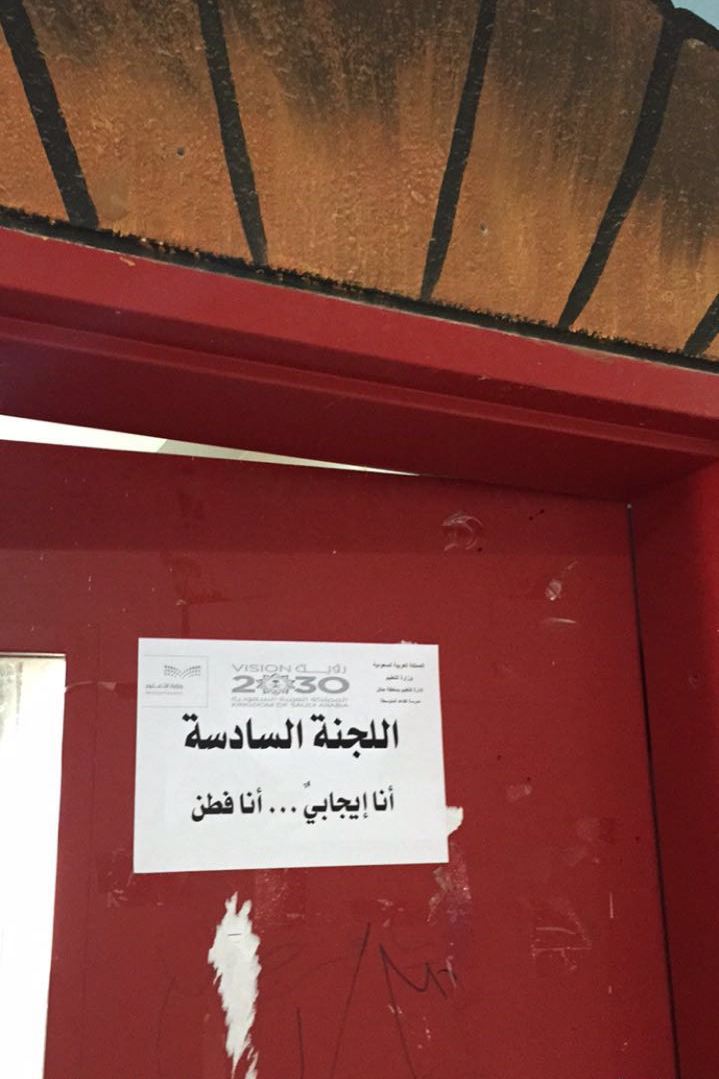 المملكة العربية السعودية
وزارة التعليم
VISION رؤيـة
2030
المملكة العربية السعودية
KINGDOM OF SAUDI ARABIA
اللجنة السادسة
أنا إيجابيٌّ ... أنا فطن